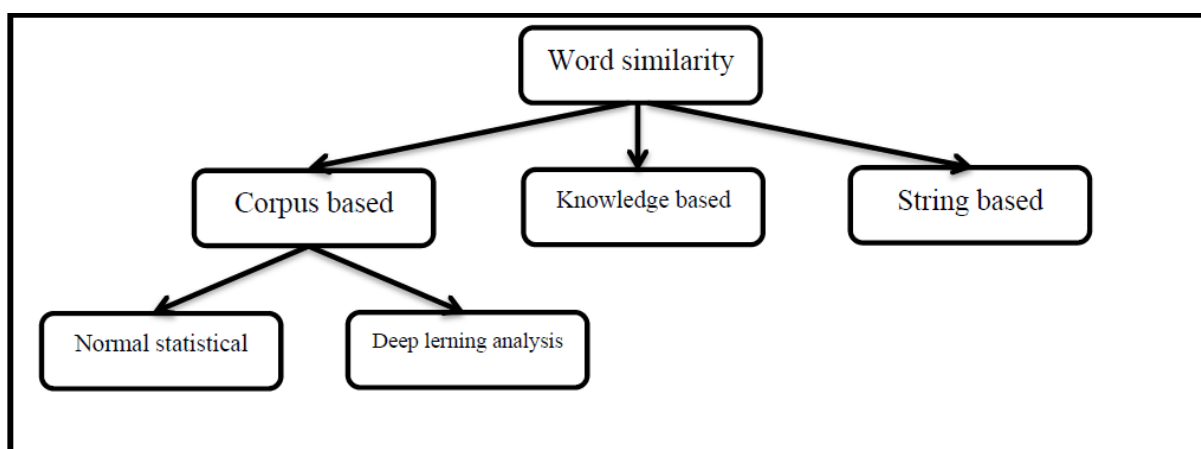 Word similarity
Corpus based
Knowledge based
String based
Normal statistical
Deep lerning analysis